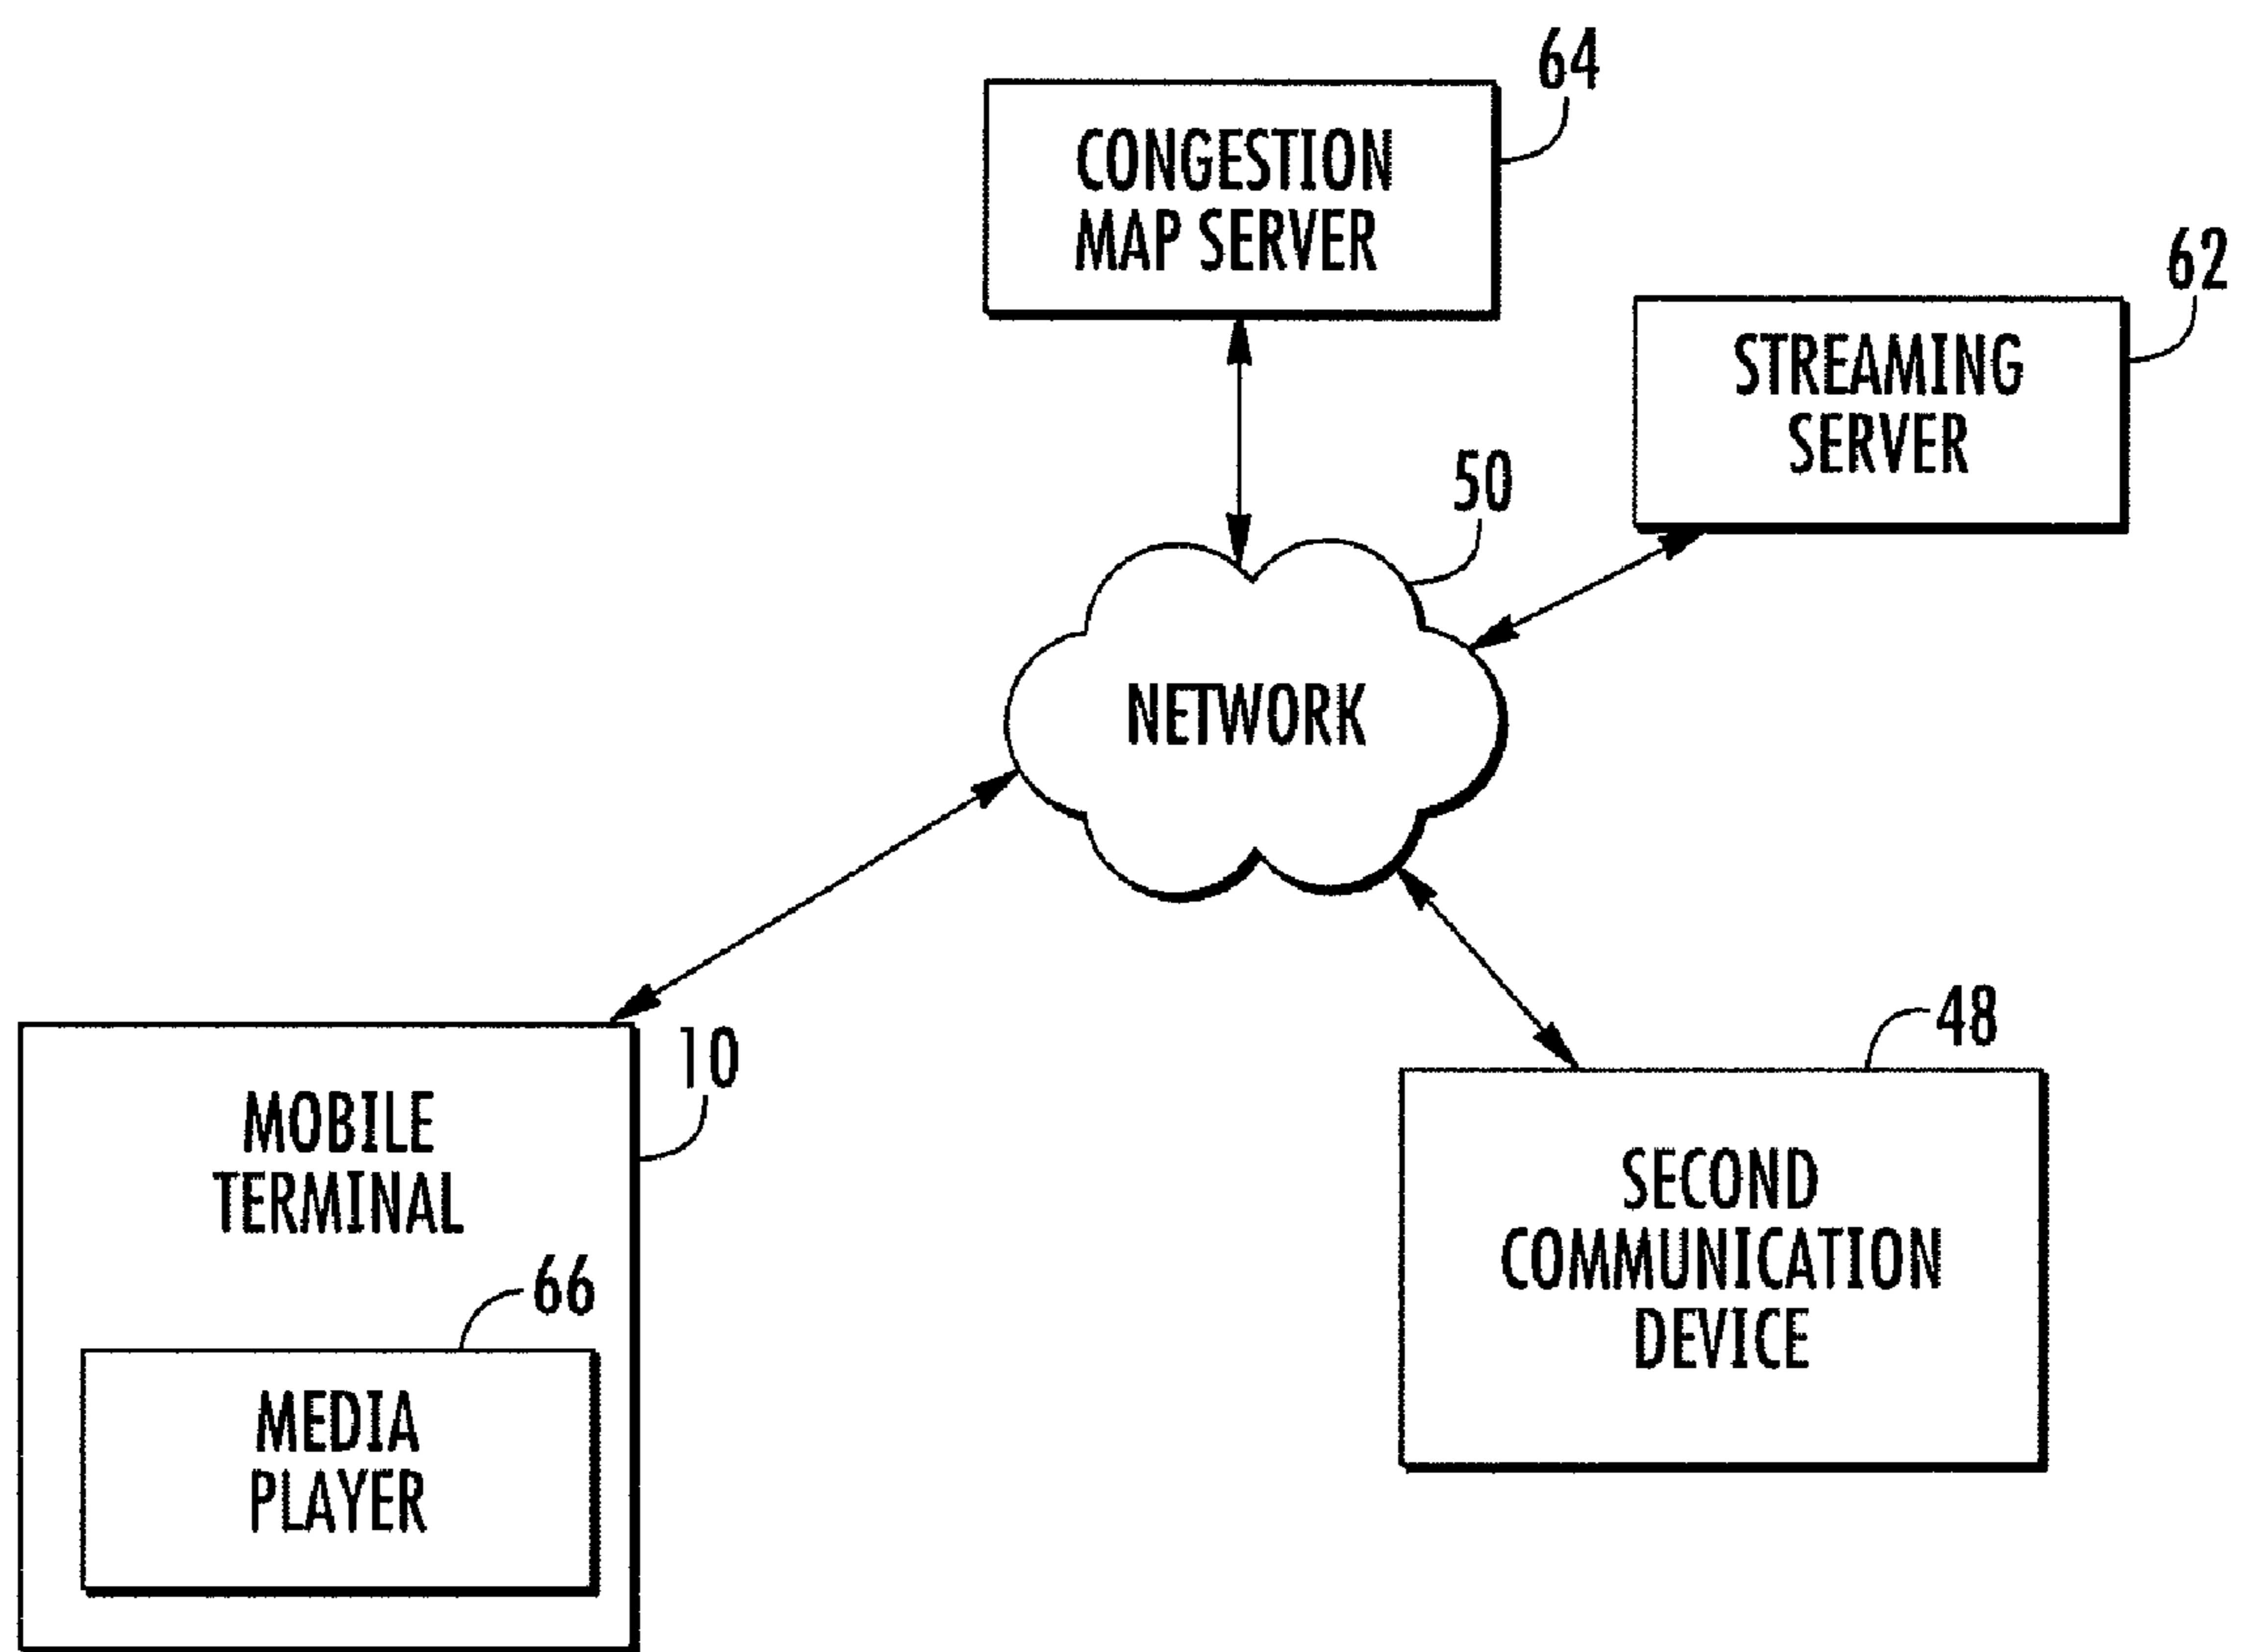 64
CONGESTION
MAP SERVER
62
STREAMING
SERVER
50
NETWORK
10
MOBILE
TERMINAL
66
MEDIA
PLAYER
48
SECOND
COMMUNICATION
DEVICE